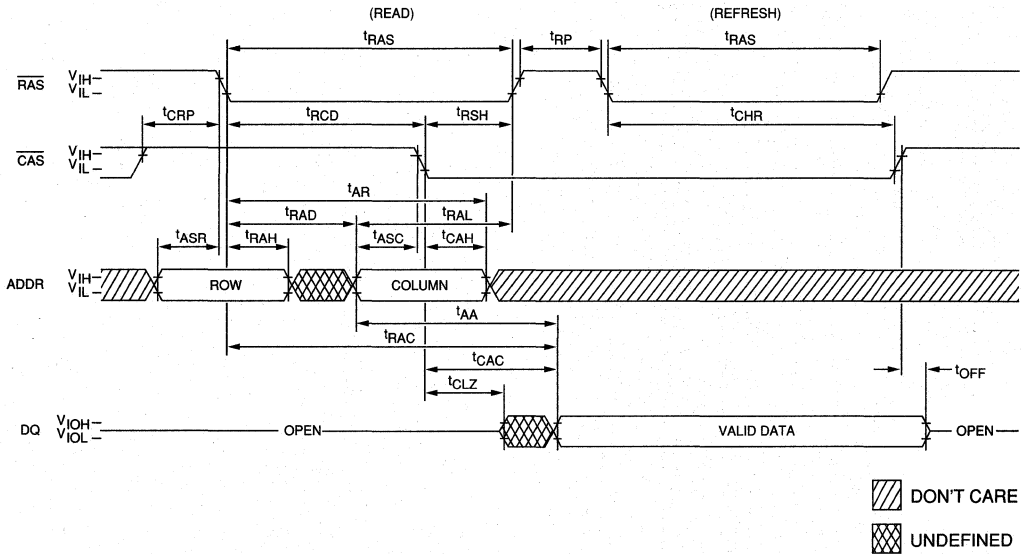 (READ) (REFRESH)
tRAS tRP tRAS
RAS VIH
VIL
tCRP tRCD tRSH tCHR
CAS VIH
VIL
tAR
tRAD tRAL
tASR tRAH tASC tCAH
ADDR VIH
VIL ROW COLUMN
tAA
tRAC
tCAC
tCLZ tOFF
DQ VIOH
VIOL OPEN VALID DATA OPEN
DON'T CARE
UNDEFINED